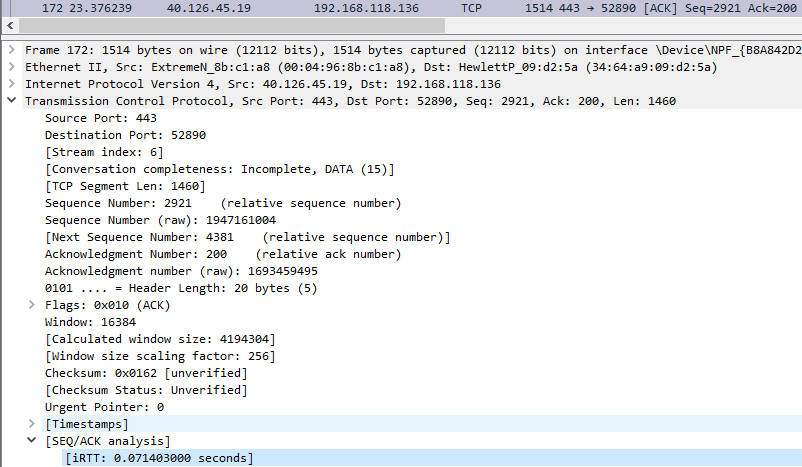 172 23.376239 40.126.45.19 192.168.118.136 TCP 1514 443 → 52890 [ACK] Seq=2921 Ack=200
Frame 172: 1514 bytes on wire (12112 bits), 1514 bytes captured (12112 bits) on interface \Device\NPF_{B8A842D2
Ethernet II, Src: ExtremeN_8b:c1:a8 (00:04:96:8b:c1:a8), Dst: HewlettP_09:d2:5a (34:64:a9:09:d2:5a)
Internet Protocol Version 4, Src: 40.126.45.19, Dst: 192.168.118.136
Transmission Control Protocol, Src Port: 443, Dst Port: 52890, Seq: 2921, Ack: 200, Len: 1460
Source Port: 443
Destination Port: 52890
[Stream index: 6]
[Conversation completeness: Incomplete, DATA (15)]
[TCP Segment Len: 1460]
Sequence Number: 2921 (relative sequence number)
Sequence Number (raw): 1947161004
[Next Sequence Number: 4381 (relative sequence number)]
Acknowledgment Number: 200 (relative ack number)
Acknowledgment number (raw): 1693459495
0101 .... = Header Length: 20 bytes (5)
Flags: 0x010 (ACK)
Window: 16384
[Calculated window size: 4194304]
[Window size scaling factor: 256]
Checksum: 0x0162 [unverified]
[Checksum Status: Unverified]
Urgent Pointer: 0
[Timestamps]
[SEQ/ACK analysis]
[iRTT: 0.071403000 seconds]